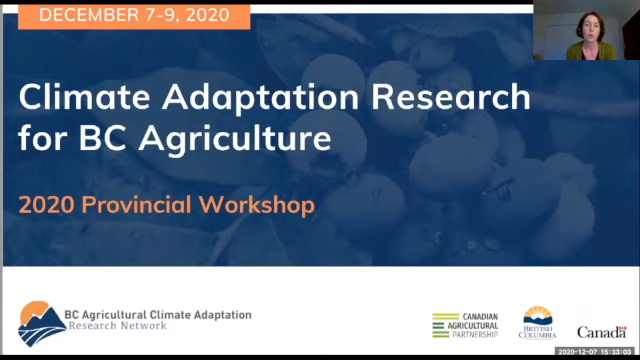 DECEMBER 7-9, 2020
Climate Adaptation Research
for BC Agriculture
2020 Provincial Workshop
BC Agricultural Climate Adaptation
Research Network
CANADIAN
AGRICULTURAL
PARTNERSHIP
BRITISH
COLUMBIA
Canada
2020-12-07 15:33:03